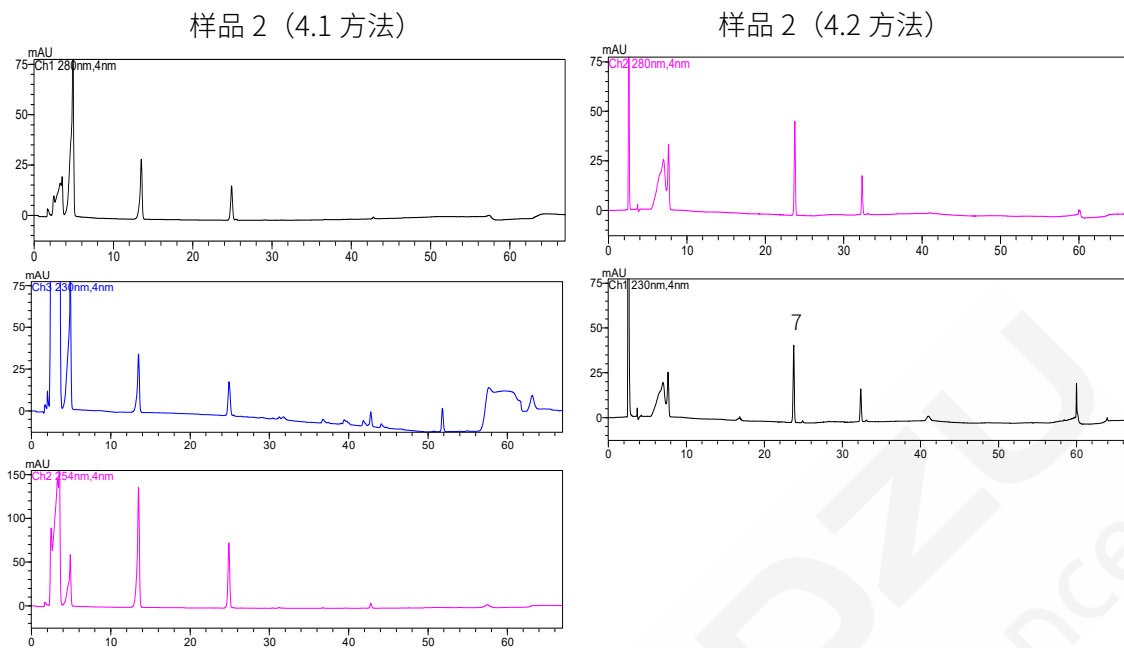 样品 2（4.1 方法）
mAU
Ch1 280nm,4nm
75
50
25
0
0 10 20 30 40 50 60
mAU
Ch3 230nm,4nm
75
50
25
0
0 10 20 30 40 50 60
mAU
Ch2 254nm,4nm
150
100
50
0
0 10 20 30 40 50 60
样品 2（4.2 方法）
mAU
Ch2 280nm,4nm
75
50
25
0
0 10 20 30 40 50 60
mAU
Ch1 230nm,4nm
75
7
50
25
0
0 10 20 30 40 50 60
DZU
nce